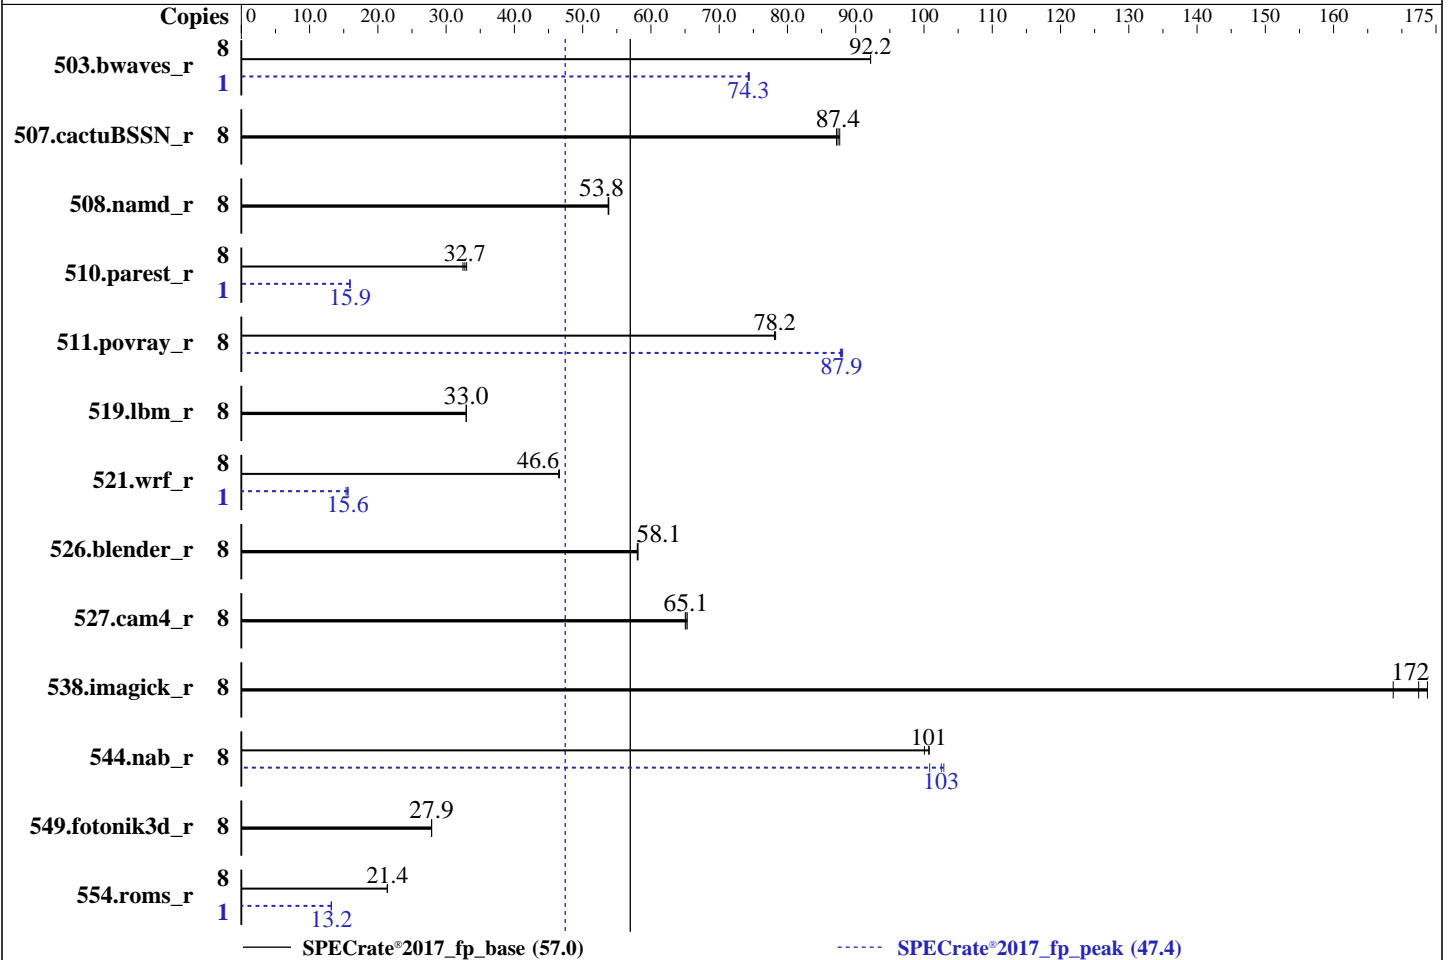 Copies 0 10.0 20.0 30.0 40.0 50.0 60.0 70.0 80.0 90.0 100 110 120 130 140 150 160 175
503.bwaves_r 8 92.2
1 74.3
507.cactuBSSN_r 8 87.4
508.namd_r 8 53.8
510.parest_r 8 32.7
1 15.9
511.povray_r 8 78.2
87.9
519.lbm_r 8 33.0
521.wrf_r 8 46.6
1 15.6
526.blender_r 8 58.1
527.cam4_r 8 65.1
538.imagick_r 8 172
544.nab_r 8 101
103
549.fotonik3d_r 8 27.9
554.roms_r 8 21.4
1 13.2
SPECrate®2017_fp_base (57.0) SPECrate®2017_fp_peak (47.4)